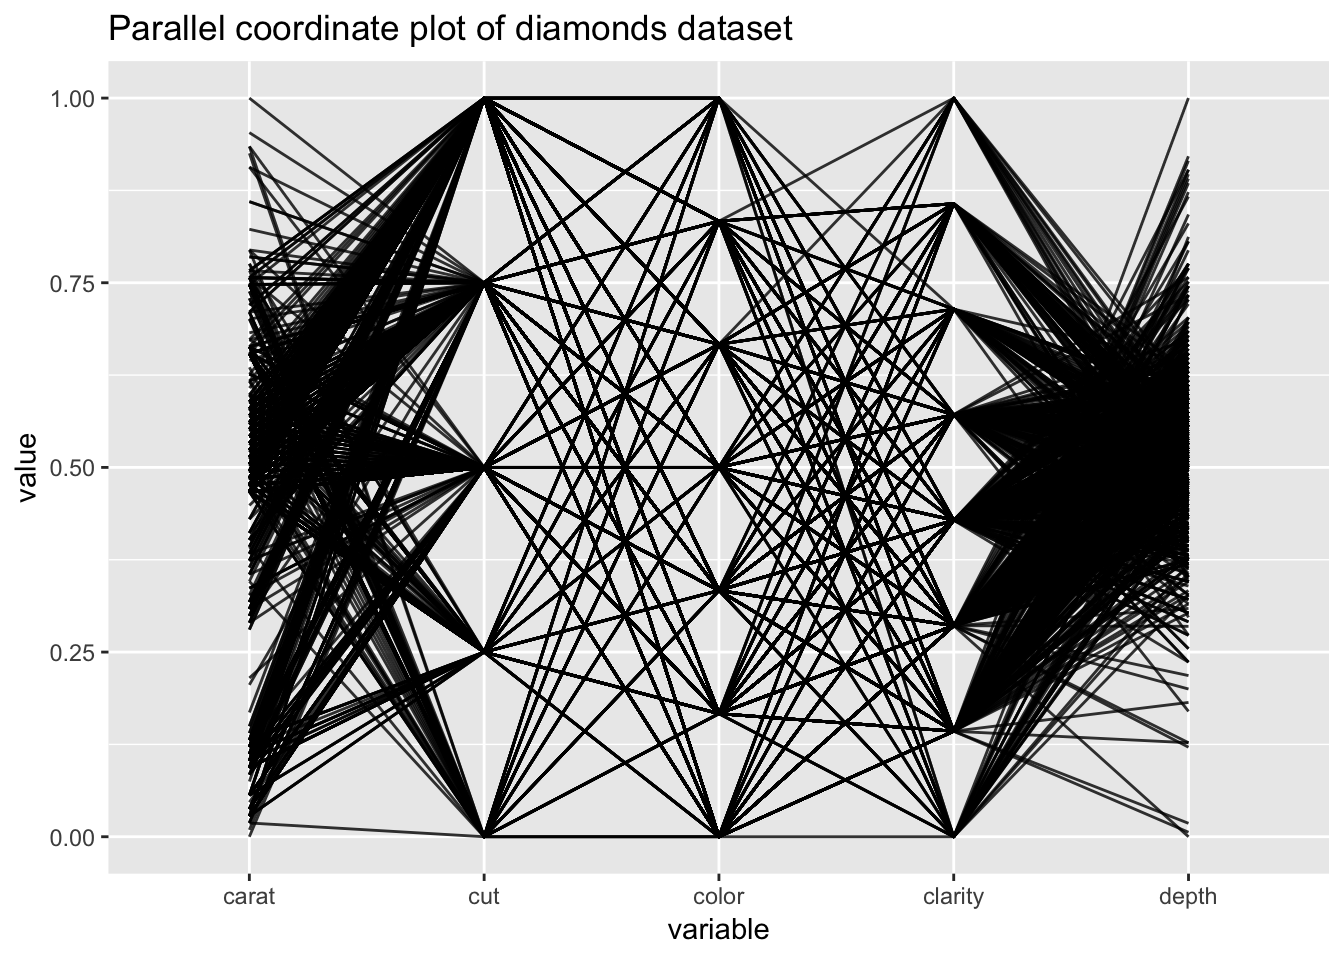 Parallel coordinate plot of diamonds dataset
1.00
0.75
0.50
0.25
0.00
value
carat cut color clarity depth
variable